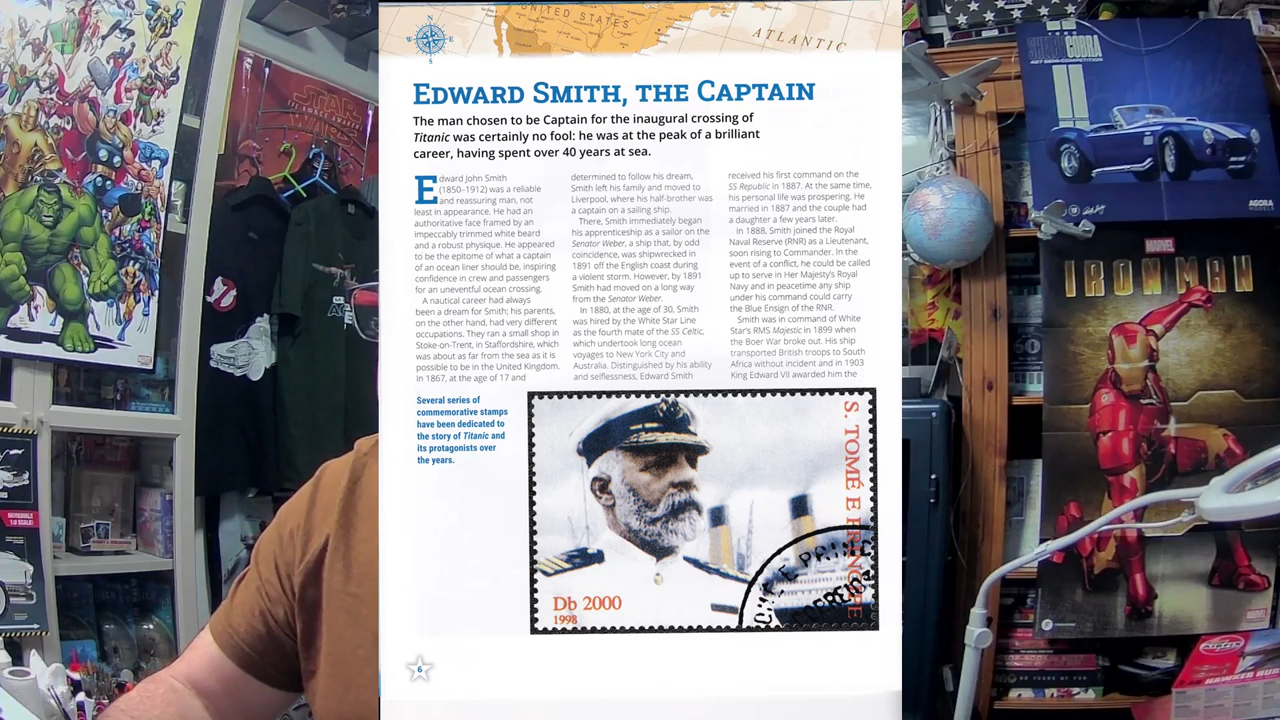 N
W
E
S
UNITED STATES
ATLANTIC
EDWARD SMITH, THE CAPTAIN
The man chosen to be Captain for the inaugural crossing of
Titanic was certainly no fool: he was at the peak of a brilliant
career, having spent over 40 years at sea.
Edward John Smith
(1850–1912) was a reliable
and reassuring man, not
least in appearance. He had an
authoritative face framed by an
impeccably trimmed white beard
and a robust physique. He appeared
to be the epitome of what a captain
of an ocean liner should be, inspiring
confidence in crew and passengers
for an uneventful ocean crossing.
A nautical career had always
been a dream for Smith; his parents,
on the other hand, had very different
occupations. They ran a small shop in
Stoke-on-Trent, in Staffordshire, which
was about as far from the sea as it is
possible to be in the United Kingdom.
In 1867, at the age of 17 and
determined to follow his dream,
Smith left his family and moved to
Liverpool, where his half-brother was
a captain on a sailing ship.
There, Smith immediately began
his apprenticeship as a sailor on the
Senator Weber, a ship that, by odd
coincidence, was shipwrecked in
1891 off the English coast during
a violent storm. However, by 1891
Smith had moved on a long way
from the Senator Weber.
In 1880, at the age of 30, Smith
was hired by the White Star Line
as the fourth mate of the SS Celtic,
which undertook long ocean
voyages to New York City and
Australia. Distinguished by his ability
and selflessness, Edward Smith
received his first command on the
SS Republic in 1887. At the same time,
his personal life was prospering. He
married in 1887 and the couple had
a daughter a few years later.
In 1888, Smith joined the Royal
Naval Reserve (RNR) as a Lieutenant,
soon rising to Commander. In the
event of a conflict, he could be called
up to serve in Her Majesty's Royal
Navy and in peacetime any ship
under his command could carry
the Blue Ensign of the RNR.
Smith was in command of White
Star's RMS Majestic in 1899 when
the Boer War broke out. His ship
transported British troops to South
Africa without incident and in 1903
King Edward VII awarded him the
Several series of
commemorative stamps
have been dedicated to
the story of Titanic and
its protagonists over
the years.
S. TOMÉ E PRÍNCIPE
Db 2000
1998
6
STAR
WARS
COBRA
AGORA
MODELS
MARVEL
IRON MAN
MARVEL